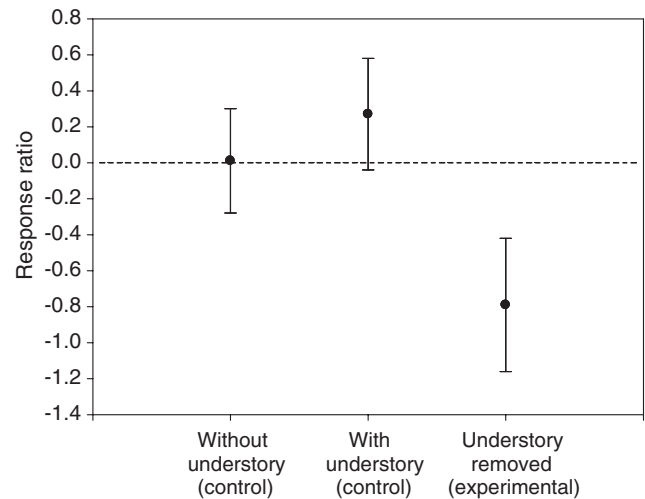 0.8
0.6
0.4
0.2
0.0
-0.2
-0.4
-0.6
-0.8
-1.0
-1.2
-1.4
Response ratio
Without
understory
(control)
With
understory
(control)
Understory
removed
(experimental)